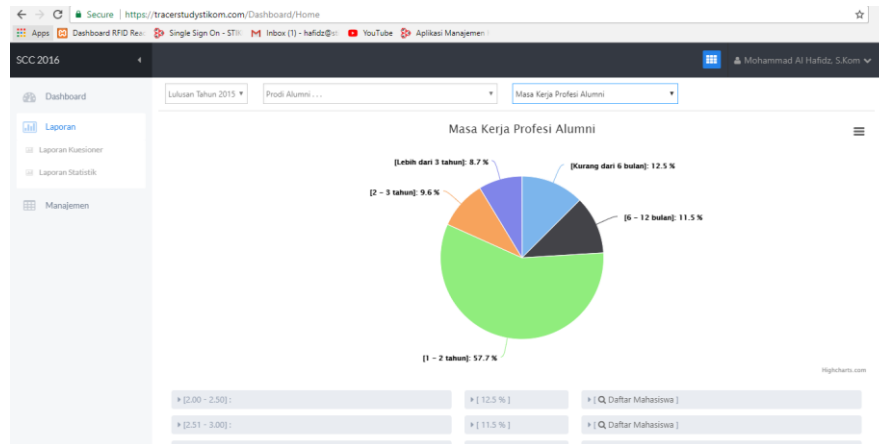 Secure | https://tracerstudystikom.com/Dashboard/Home
Apps Dashboard RFID Rea Single Sign On - STIK Inbox (1) - hafidz@st YouTube Aplikasi Manajemen
SCC 2016 Mohammad Al Hafidz. S.Kom
Dashboard
Laporan
Laporan Kuesioner
Laporan Statistik
Manajemen
Lulusan Tahun 2015 Prodi Alumni . . . Masa Kerja Profesi Alumni
Masa Kerja Profesi Alumni
[Lebih dari 3 tahun]: 8.7 %
[Kurang dari 6 bulan]: 12.5 %
[2 – 3 tahun]: 9.6 %
[6 – 12 bulan]: 11.5 %
[1 – 2 tahun]: 57.7 %
Highcharts.com
[2.00 - 2.50] : [ 12.5 % ] [ Daftar Mahasiswa ]
[2.51 - 3.00] : [ 11.5 % ] [ Daftar Mahasiswa ]